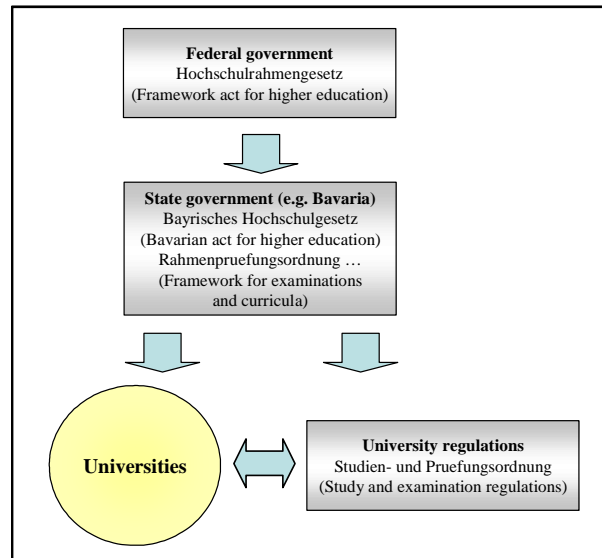 Federal government
Hochschulrahmengesetz
(Framework act for higher education)
State government (e.g. Bavaria)
Bayrisches Hochschulgesetz
(Bavarian act for higher education)
Rahmenpruefungsordnung …
(Framework for examinations
and curricula)
Universities
University regulations
Studien- und Pruefungsordnung
(Study and examination regulations)